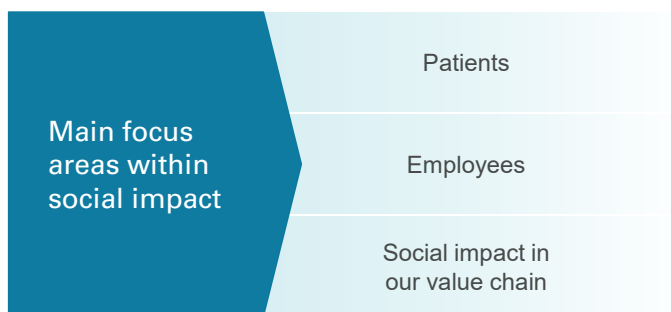 Main focus
areas within
social impact
Patients
Employees
Social impact in
our value chain